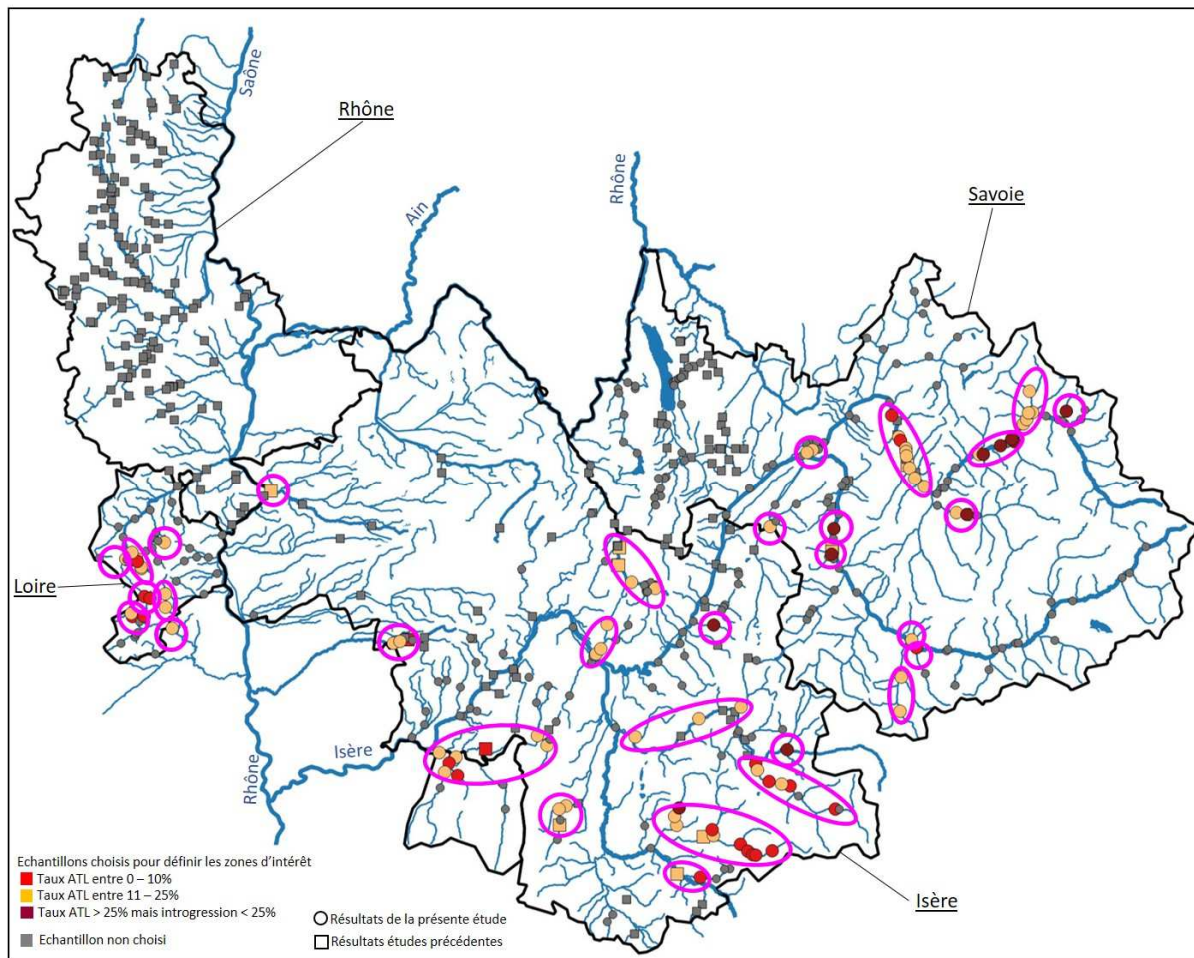 Saône
Rhône
Rhône
Savoie
Ain
Loire
Isère
Rhône
Isère
Echantillons choisis pour définir les zones d'intérêt
Taux ATL entre 0 – 10%
Taux ATL entre 11 – 25%
Taux ATL > 25% mais introgression < 25%
Echantillon non choisi
Résultats de la présente étude
Résultats études précédentes